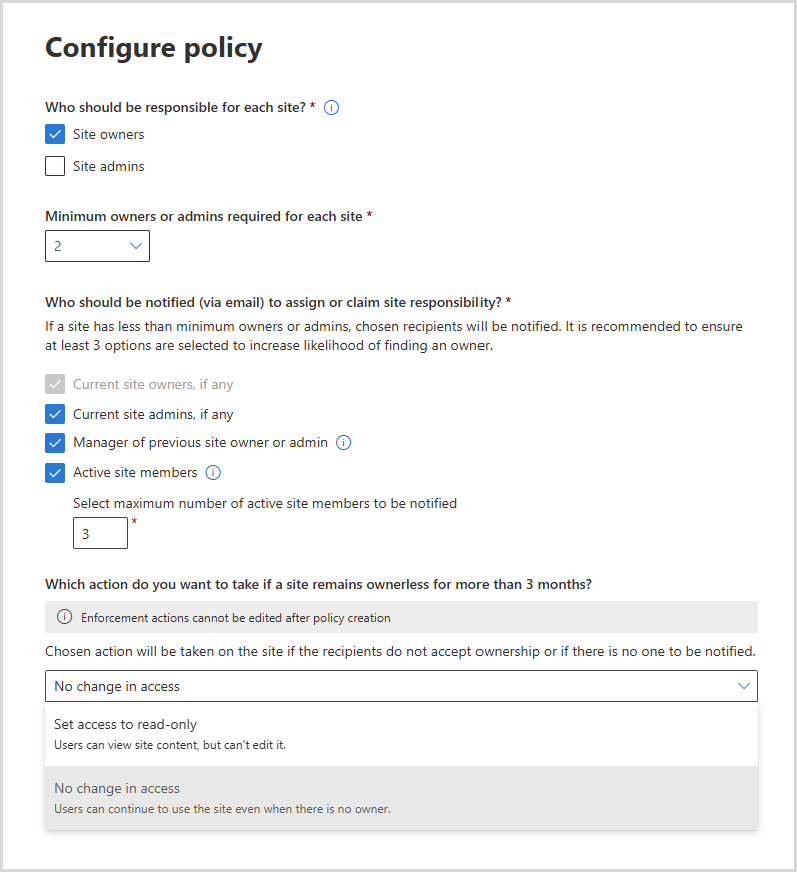 Configure policy
Who should be responsible for each site? *
Site owners
Site admins
Minimum owners or admins required for each site *
2
Who should be notified (via email) to assign or claim site responsibility? *
If a site has less than minimum owners or admins, chosen recipients will be notified. It is recommended to ensure
at least 3 options are selected to increase likelihood of finding an owner.
Current site owners, if any
Current site admins, if any
Manager of previous site owner or admin
Active site members
Select maximum number of active site members to be notified
3 *
Which action do you want to take if a site remains ownerless for more than 3 months?
Enforcement actions cannot be edited after policy creation
Chosen action will be taken on the site if the recipients do not accept ownership or if there is no one to be notified.
No change in access
Set access to read-only
Users can view site content, but can't edit it.
No change in access
Users can continue to use the site even when there is no owner.